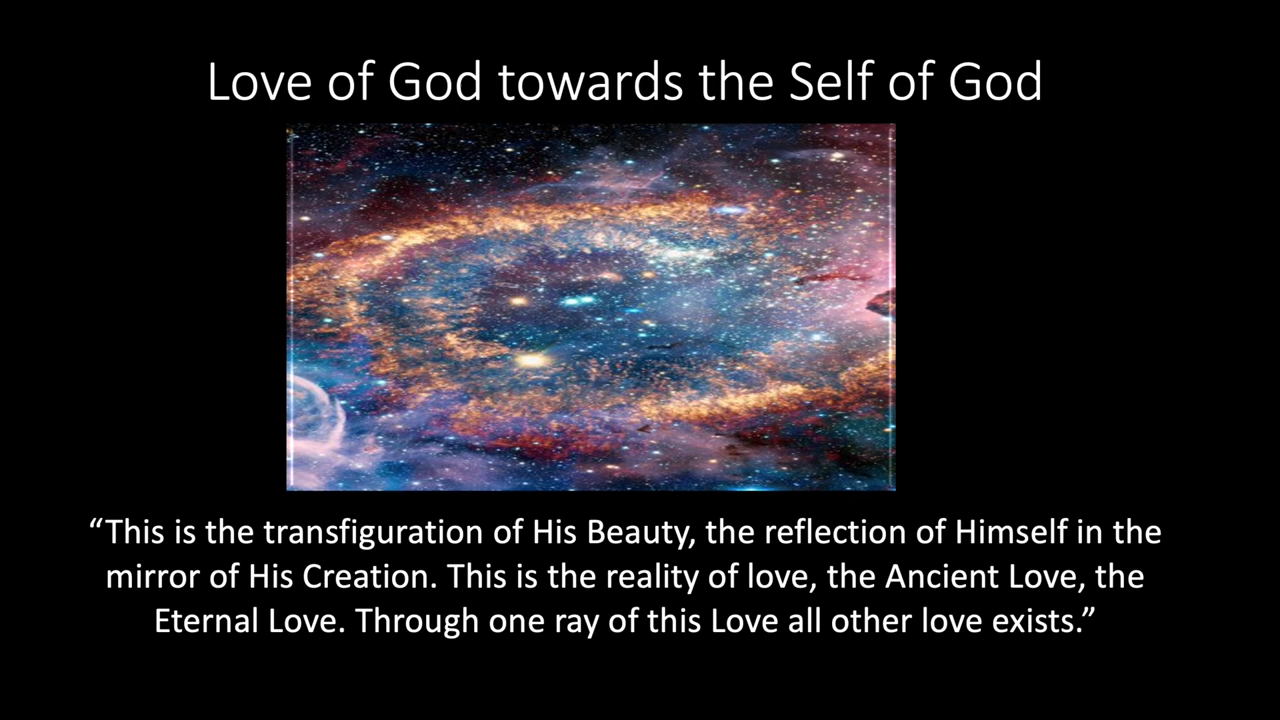 Love of God towards the Self of God
“This is the transfiguration of His Beauty, the reflection of Himself in the
mirror of His Creation. This is the reality of love, the Ancient Love, the
Eternal Love. Through one ray of this Love all other love exists.”